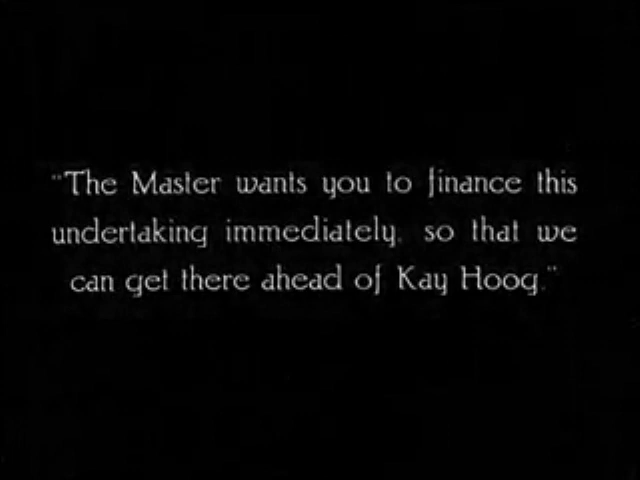 "The Master wants you to finance this
undertaking immediately, so that we
can get there ahead of Kay Hoog."